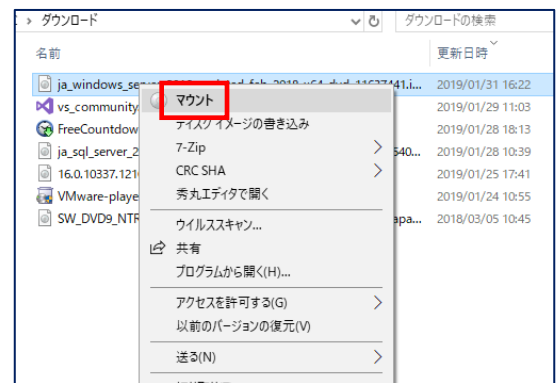 ダウンロード
ダウンロードの検索
名前
更新日時
2019/01/31 16:22
vs_community
2019/01/29 11:03
FreeCountdow
2019/01/28 18:13
ja_sql_server_2
540...
2019/01/28 10:39
16.0.10337.121
2019/01/25 17:41
VMware-playe
2019/01/24 10:55
SW_DVD9_NTR
apa...
2018/03/05 10:45
マウント
ディスク イメージの書き込み
7-Zip
CRC SHA
秀丸エディタで開く
ウイルススキャン...
共有
プログラムから開く(H)...
アクセスを許可する(G)
以前のバージョンの復元(V)
送る(N)